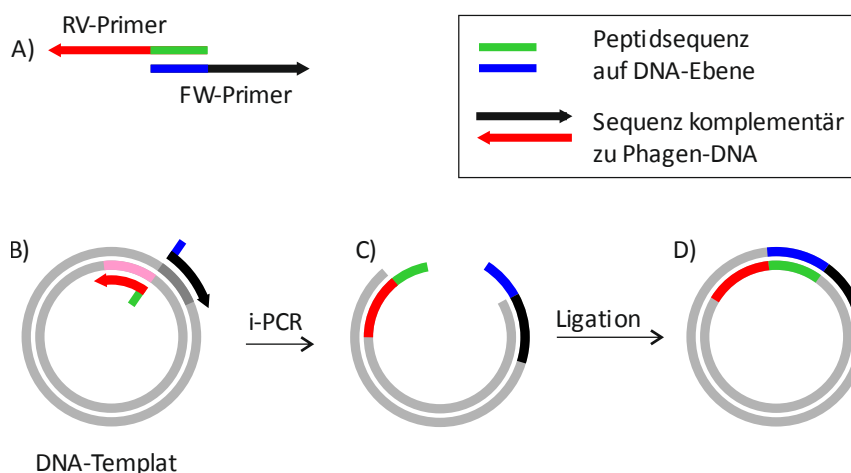 RV-Primer
A)
FW-Primer
Peptidsequenz
auf DNA-Ebene
Sequenz komplementär
zu Phagen-DNA
B)
C)
D)
i-PCR
Ligation
DNA-Templat